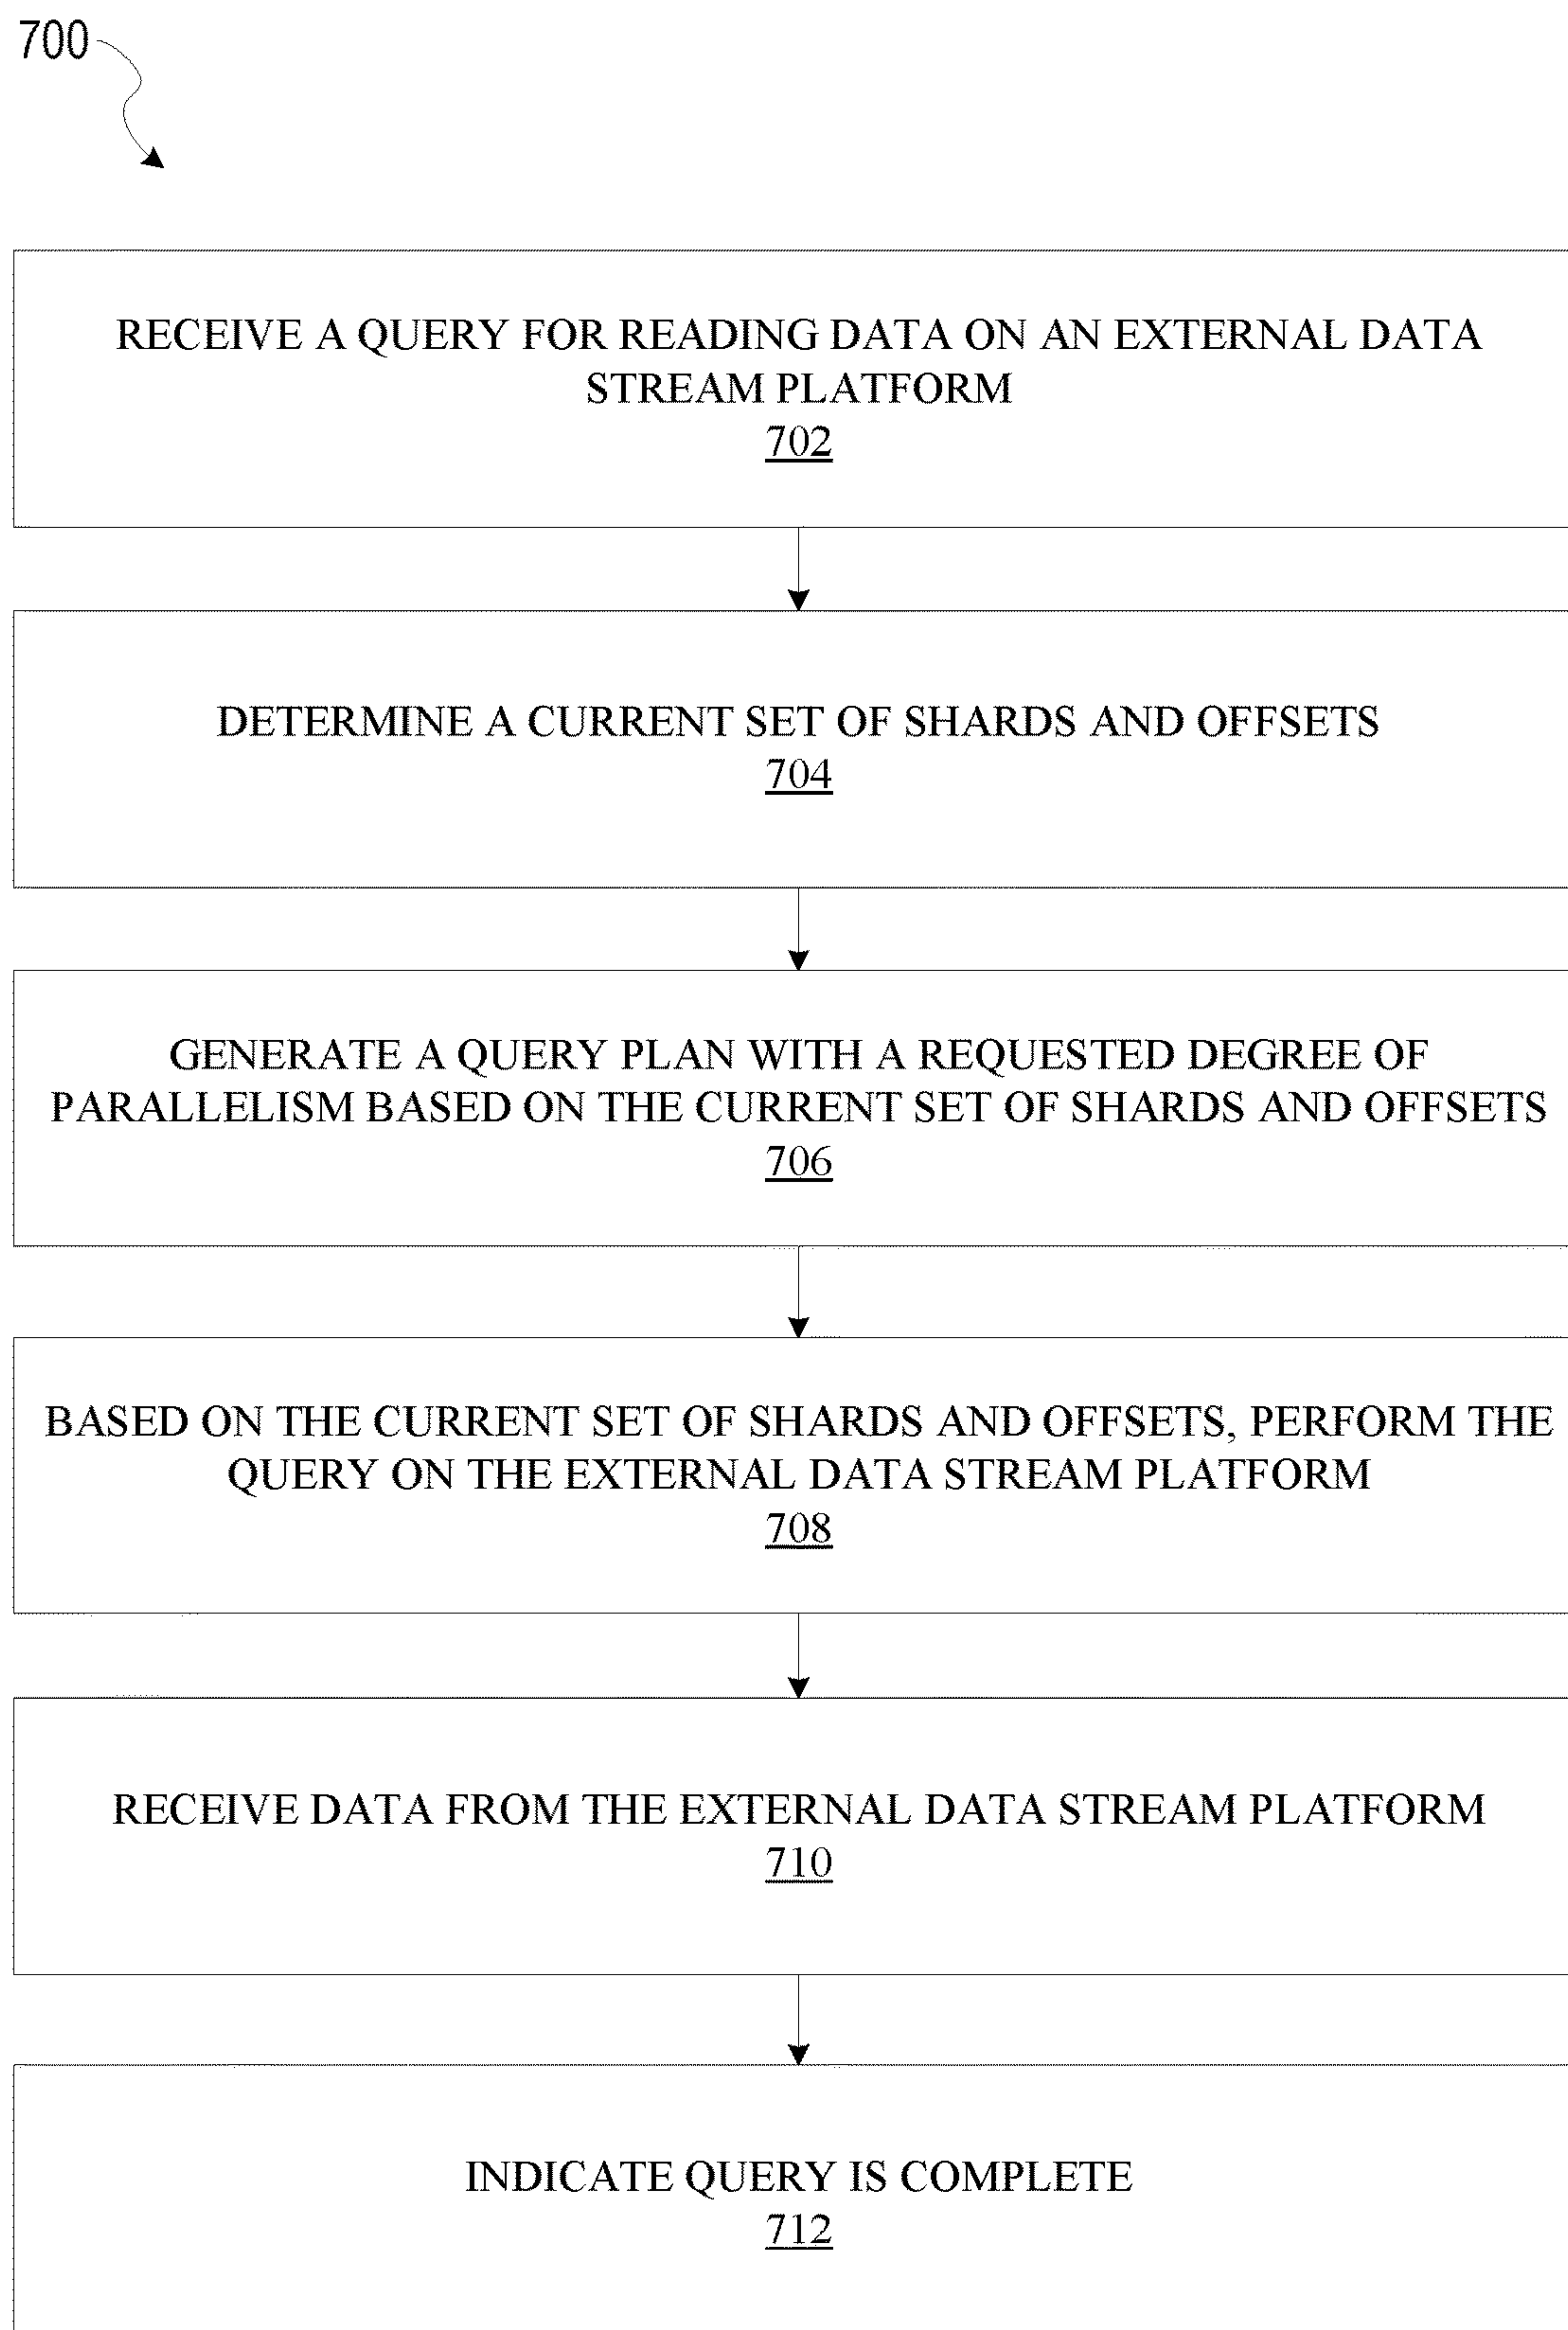 700
RECEIVE A QUERY FOR READING DATA ON AN EXTERNAL DATA
STREAM PLATFORM
702
DETERMINE A CURRENT SET OF SHARDS AND OFFSETS
704
GENERATE A QUERY PLAN WITH A REQUESTED DEGREE OF
PARALLELISM BASED ON THE CURRENT SET OF SHARDS AND OFFSETS
706
BASED ON THE CURRENT SET OF SHARDS AND OFFSETS, PERFORM THE
QUERY ON THE EXTERNAL DATA STREAM PLATFORM
708
RECEIVE DATA FROM THE EXTERNAL DATA STREAM PLATFORM
710
INDICATE QUERY IS COMPLETE
712